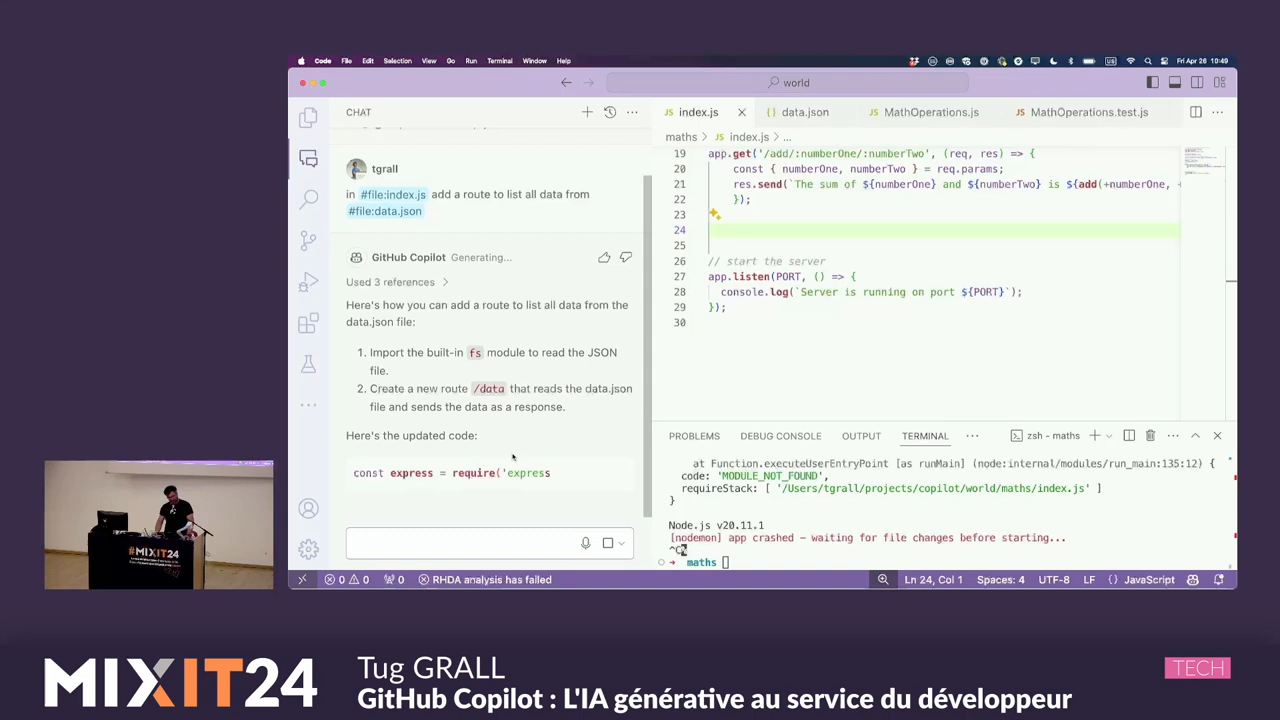 Code File Edit Selection View Go Run Terminal Window Help
Fri Apr 26 10:49
world
CHAT
tgrall
in #file:index.js add a route to list all data from
#file:data.json
GitHub Copilot Generating...
Used 3 references
Here's how you can add a route to list all data from the
data.json file:
1. Import the built-in fs module to read the JSON
file.
2. Create a new route /data that reads the data.json
file and sends the data as a response.
Here's the updated code:
const express = require('express
JS index.js
{} data.json
JS MathOperations.js
JS MathOperations.test.js
maths > JS index.js > ...
19 app.get('/add/:numberOne/:numberTwo', (req, res) => {
20 const { numberOne, numberTwo } = req.params;
21 res.send(`The sum of ${numberOne} and ${numberTwo} is ${add(+numberOne, +
22 });
23
24
25
26 // start the server
27 app.listen(PORT, () => {
28 console.log(`Server is running on port ${PORT}`);
29 });
30
PROBLEMS DEBUG CONSOLE OUTPUT TERMINAL ... zsh - maths
at Function.executeUserEntryPoint [as runMain] (node:internal/modules/run_main:135:12) {
code: 'MODULE_NOT_FOUND',
requireStack: [ '/Users/tgrall/projects/copilot/world/maths/index.js' ]
}
Node.js v20.11.1
[nodemon] app crashed - waiting for file changes before starting...
^C
→ maths
0 0 0 RHDA analysis has failed
Ln 24, Col 1 Spaces: 4 UTF-8 LF {} JavaScript
#MIXIT24
MIXIT24
Tug GRALL
GitHub Copilot : L'IA générative au service du développeur
TECH